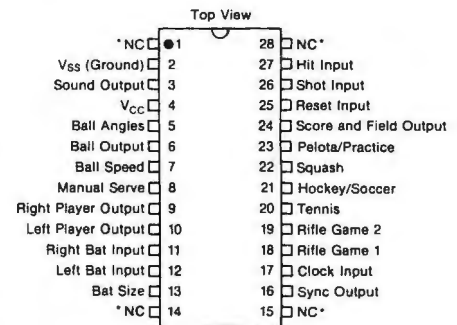 Top View
*NC 1 28 NC*
VSS (Ground) 2 27 Hit Input
Sound Output 3 26 Shot Input
VCC 4 25 Reset Input
Ball Angles 5 24 Score and Field Output
Ball Output 6 23 Pelota/Practice
Ball Speed 7 22 Squash
Manual Serve 8 21 Hockey/Soccer
Right Player Output 9 20 Tennis
Left Player Output 10 19 Rifle Game 2
Right Bat Input 11 18 Rifle Game 1
Left Bat Input 12 17 Clock Input
Bat Size 13 16 Sync Output
*NC 14 15 NC*